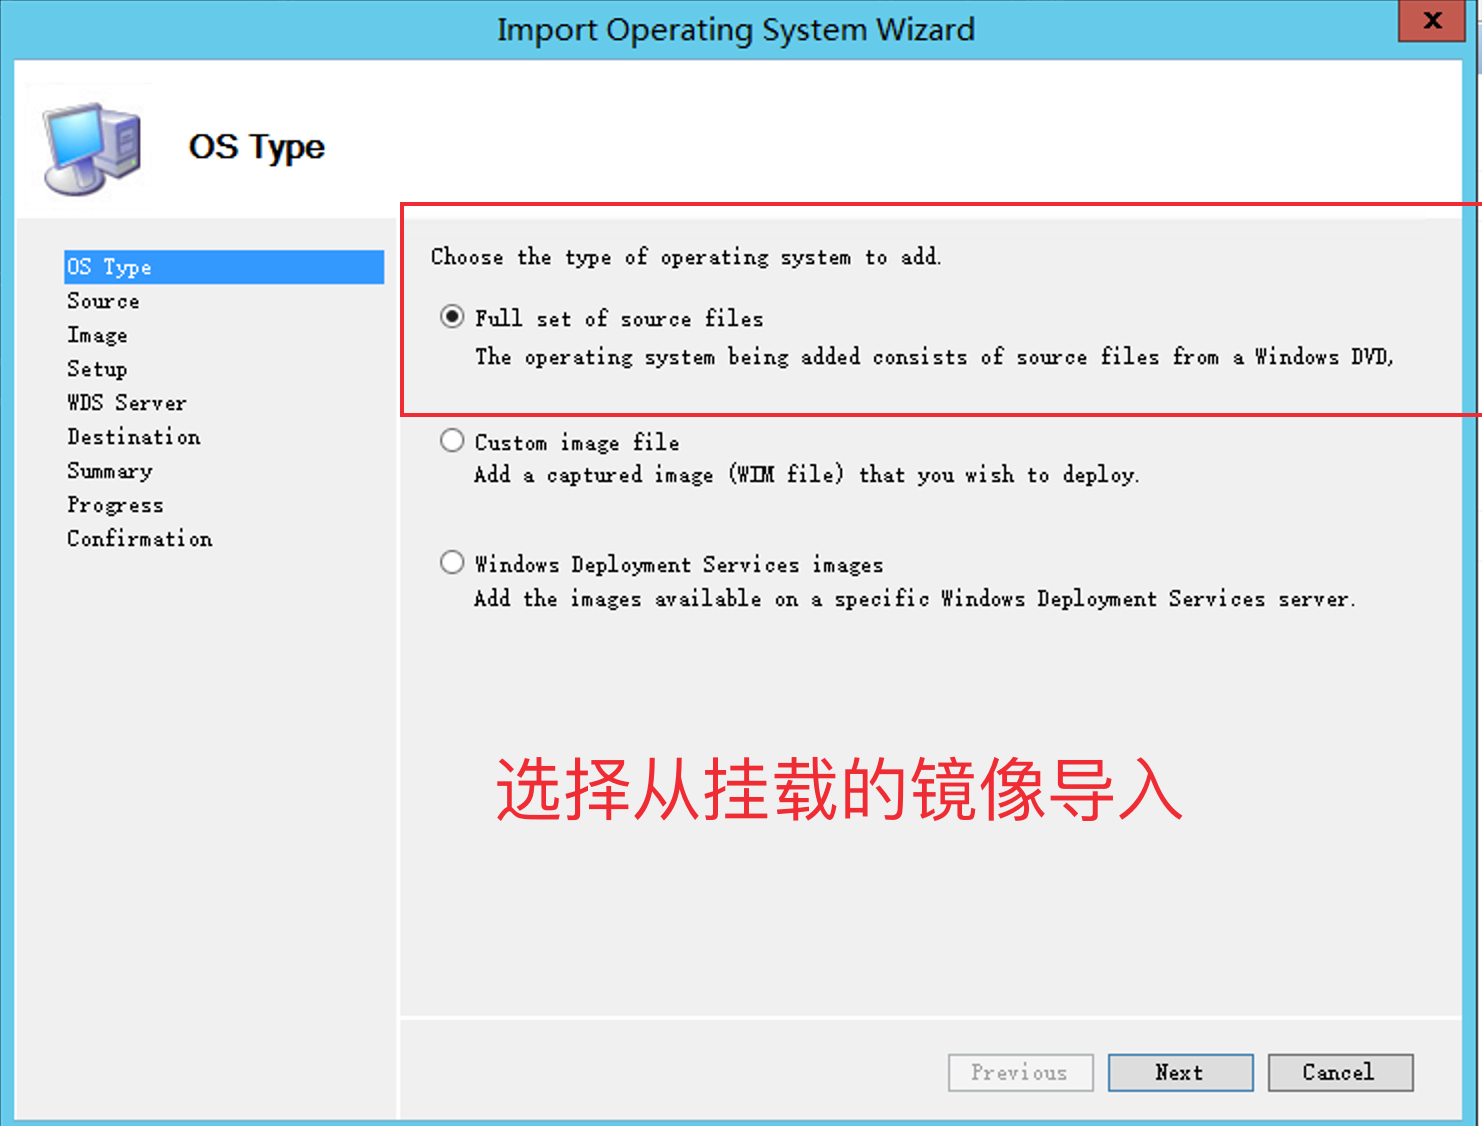 Import Operating System Wizard
x
OS Type
OS Type
Source
Image
Setup
WDS Server
Destination
Summary
Progress
Confirmation
Choose the type of operating system to add.
Full set of source files
The operating system being added consists of source files from a Windows DVD,
Custom image file
Add a captured image (WIM file) that you wish to deploy.
Windows Deployment Services images
Add the images available on a specific Windows Deployment Services server.
选择从挂载的镜像导入
Previous
Next
Cancel